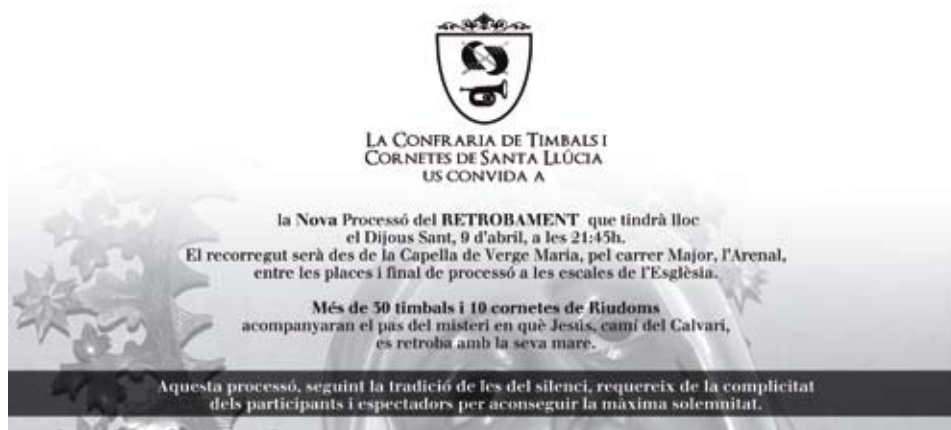 LA CONFRARIA DE TIMBALS I
CORNETES DE SANTA LLÚCIA
US CONVIDA A
la Nova Processó del RETROBAMENT que tindrà lloc
el Dijous Sant, 9 d'abril, a les 21:45h.
El recorregut serà des de la Capella de Verge Maria, pel carrer Major, l'Arenal,
entre les places i final de processó a les escales de l'Esglèsia.
Més de 50 timbals i 10 cornetes de Riudoms
acompanyaran el pas del misteri en què Jesús, camí del Calvari,
es retroba amb la seva mare.
Aquesta processó, seguint la tradició de les del silenci, requereix de la complicitat
dels participants i espectadors per aconseguir la màxima solemnitat.